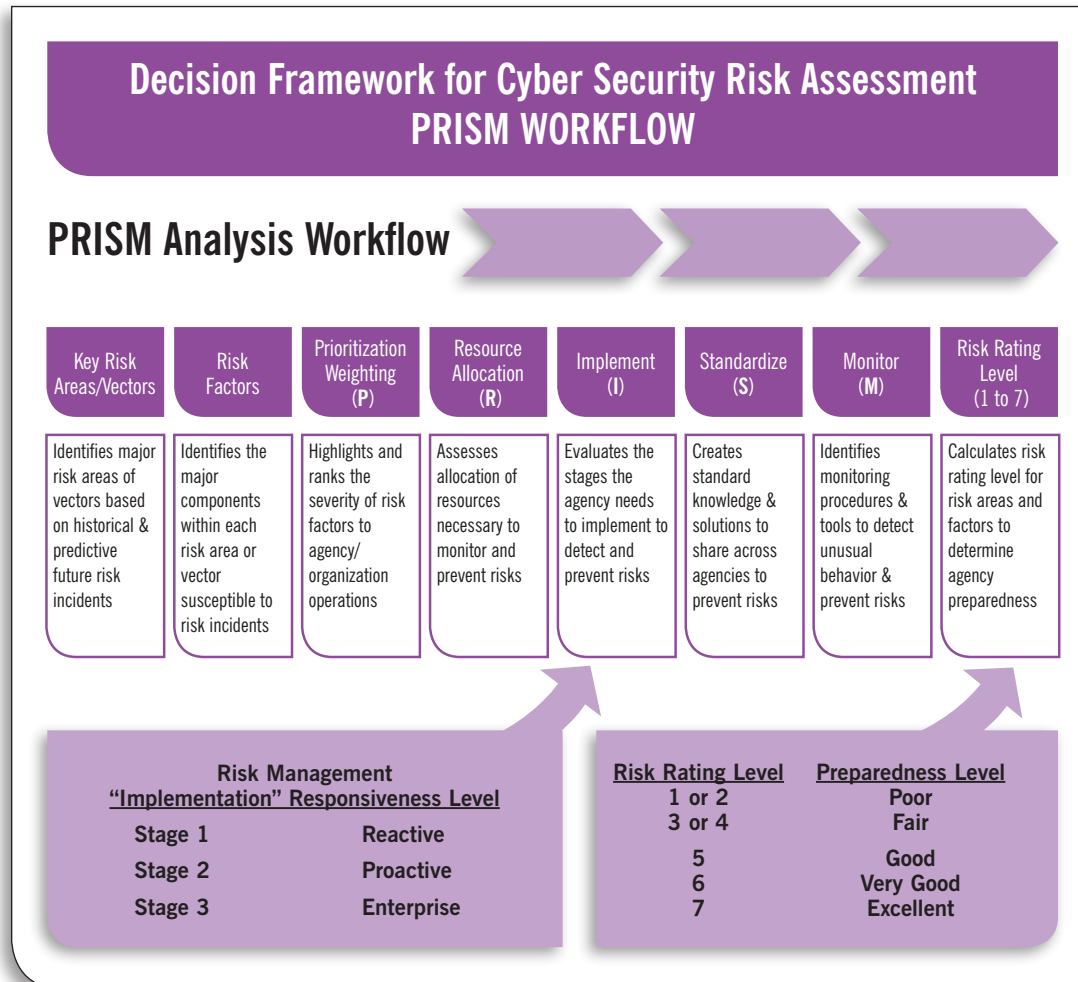 Decision Framework for Cyber Security Risk Assessment
PRISM WORKFLOW
PRISM Analysis Workflow
Key Risk
Areas/Vectors
Identifies major
risk areas of
vectors based
on historical &
predictive
future risk
incidents
Risk
Factors
Identifies the
major
components
within each
risk area or
vector
susceptible to
risk incidents
Prioritization
Weighting
(P)
Highlights and
ranks the
severity of risk
factors to
agency/
organization
operations
Resource
Allocation
(R)
Assesses
allocation of
resources
necessary to
monitor and
prevent risks
Implement
(I)
Evaluates the
stages the
agency needs
to implement to
detect and
prevent risks
Standardize
(S)
Creates
standard
knowledge &
solutions to
share across
agencies to
prevent risks
Monitor
(M)
Identifies
monitoring
procedures &
tools to detect
unusual
behavior &
prevent risks
Risk Rating
Level
(1 to 7)
Calculates risk
rating level for
risk areas and
factors to
determine
agency
preparedness
Risk Management
“Implementation” Responsiveness Level
Stage 1 Reactive
Stage 2 Proactive
Stage 3 Enterprise
Risk Rating Level Preparedness Level
1 or 2 Poor
3 or 4 Fair
5 Good
6 Very Good
7 Excellent